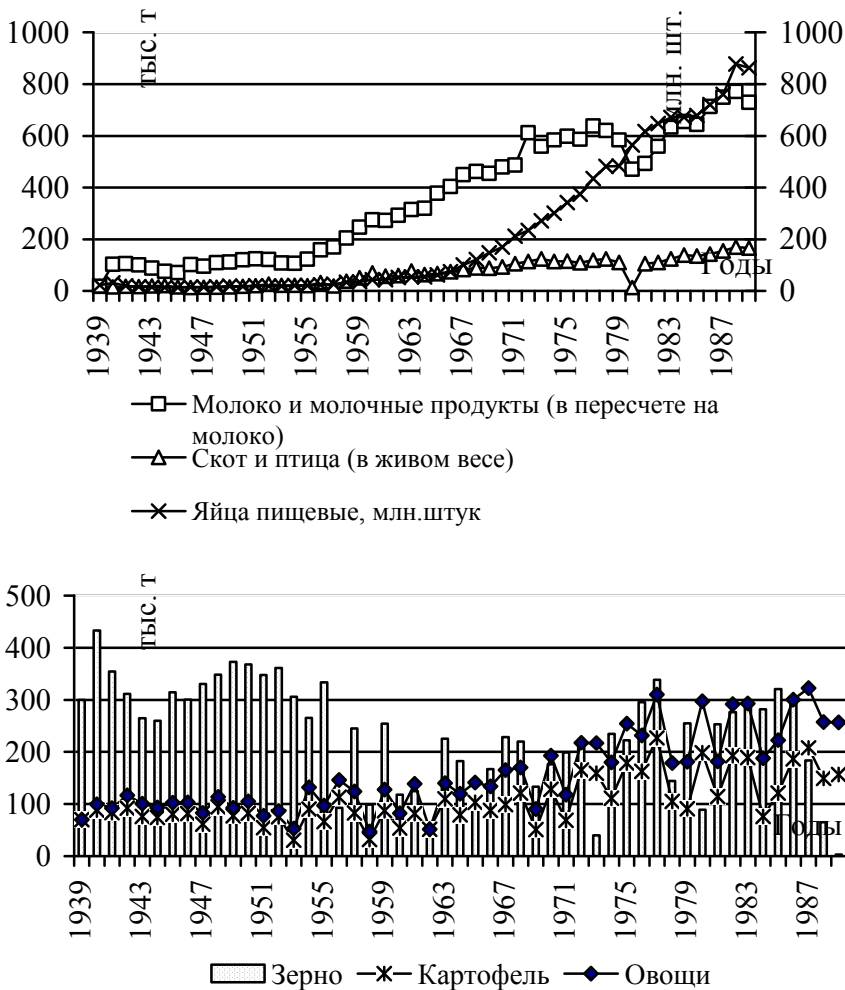 тыс. т
млн. шт.
1000 1000
800 800
600 600
400 400
200 200
0 0
Годы
1939 1943 1947 1951 1955 1959 1963 1967 1971 1975 1979 1983 1987
Молоко и молочные продукты (в пересчете на
молоко)
Скот и птица (в живом весе)
Яйца пищевые, млн.штук
тыс. т
500
400
300
200
100
0
Годы
1939 1943 1947 1951 1955 1959 1963 1967 1971 1975 1979 1983 1987
Зерно Картофель Овощи